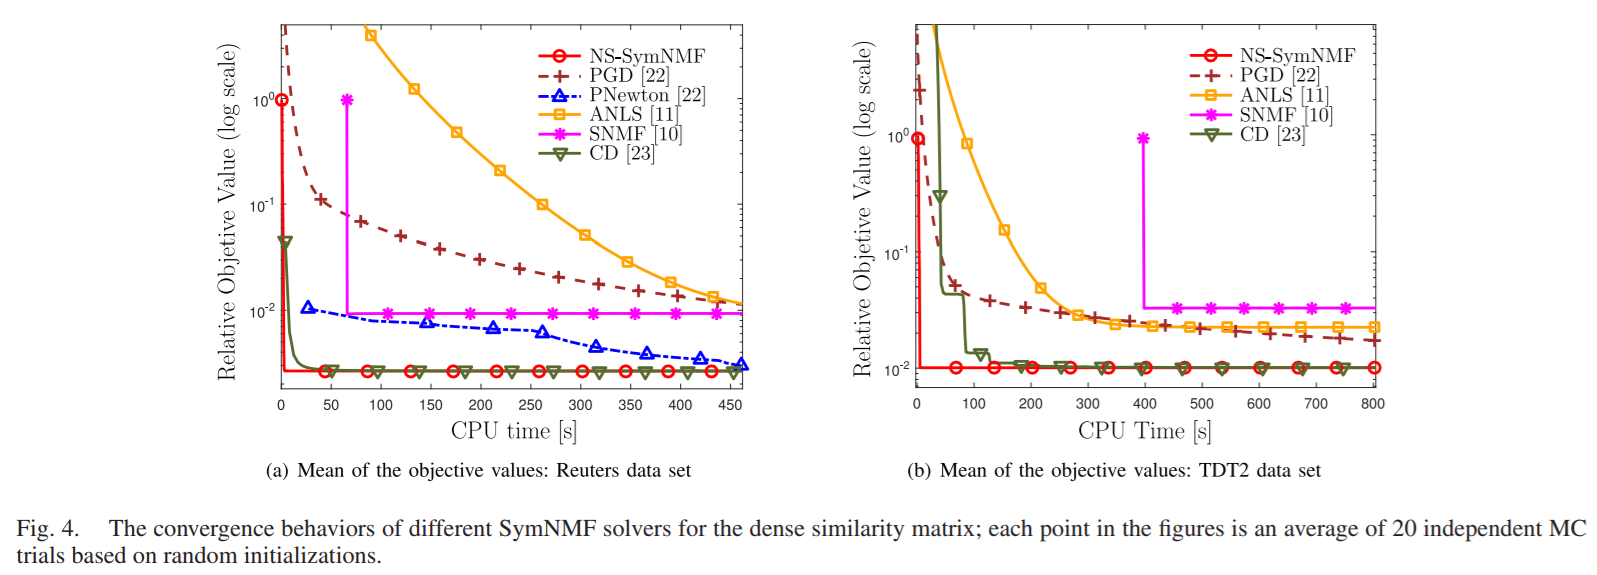 Relative Objetive Value (log scale)
10^0
10^-1
10^-2
NS-SymNMF
PGD [22]
PNewton [22]
ANLS [11]
SNMF [10]
CD [23]
0 50 100 150 200 250 300 350 400 450
CPU time [s]
(a) Mean of the objective values: Reuters data set
Relative Objetive Value (log scale)
10^0
10^-1
10^-2
NS-SymNMF
PGD [22]
ANLS [11]
SNMF [10]
CD [23]
0 100 200 300 400 500 600 700 800
CPU Time [s]
(b) Mean of the objective values: TDT2 data set
Fig. 4. The convergence behaviors of different SymNMF solvers for the dense similarity matrix; each point in the figures is an average of 20 independent MC
trials based on random initializations.